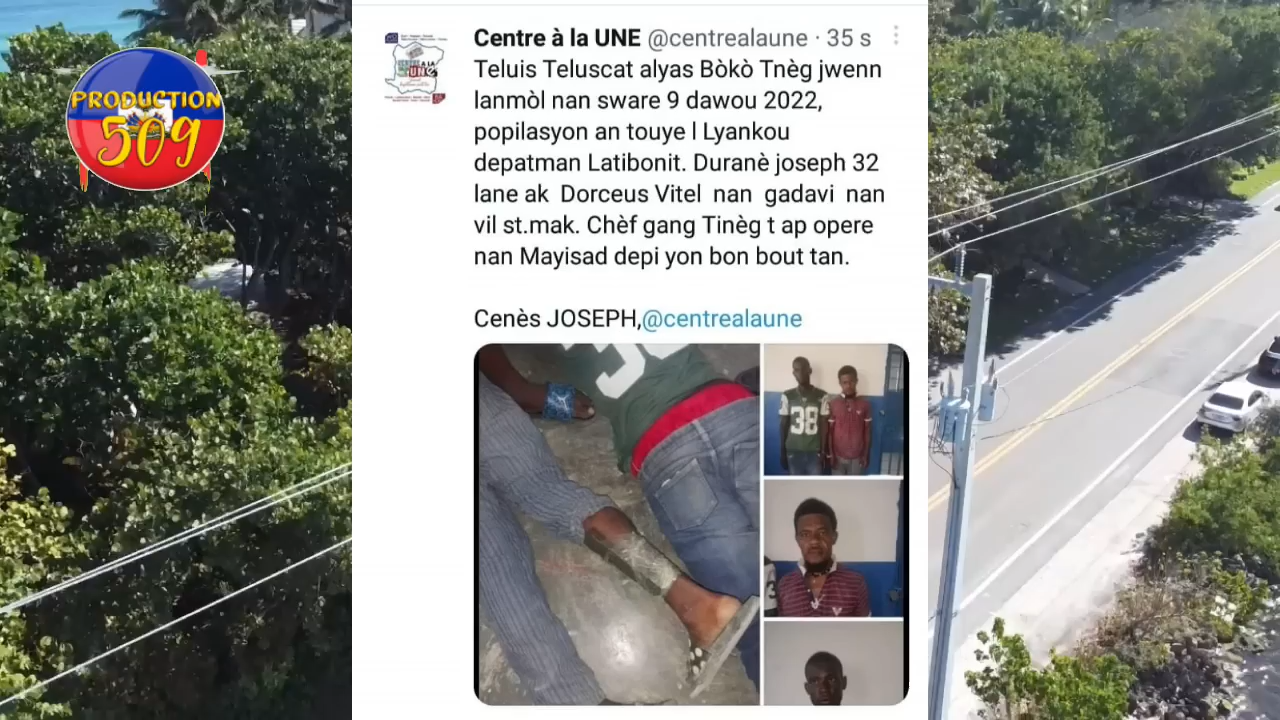 PRODUCTION
509
Centre à la UNE @centrealaune · 35 s
Teluis Teluscat alyas Bòkò Tnèg jwenn
lanmòl nan sware 9 dawou 2022,
popilasyon an touye l Lyankou
depatman Latibonit. Duranè joseph 32
lane ak Dorceus Vitel nan gadavi nan
vil st.mak. Chèf gang Tinèg t ap opere
nan Mayisad depi yon bon bout tan.
Cenès JOSEPH,@centrealaune
38